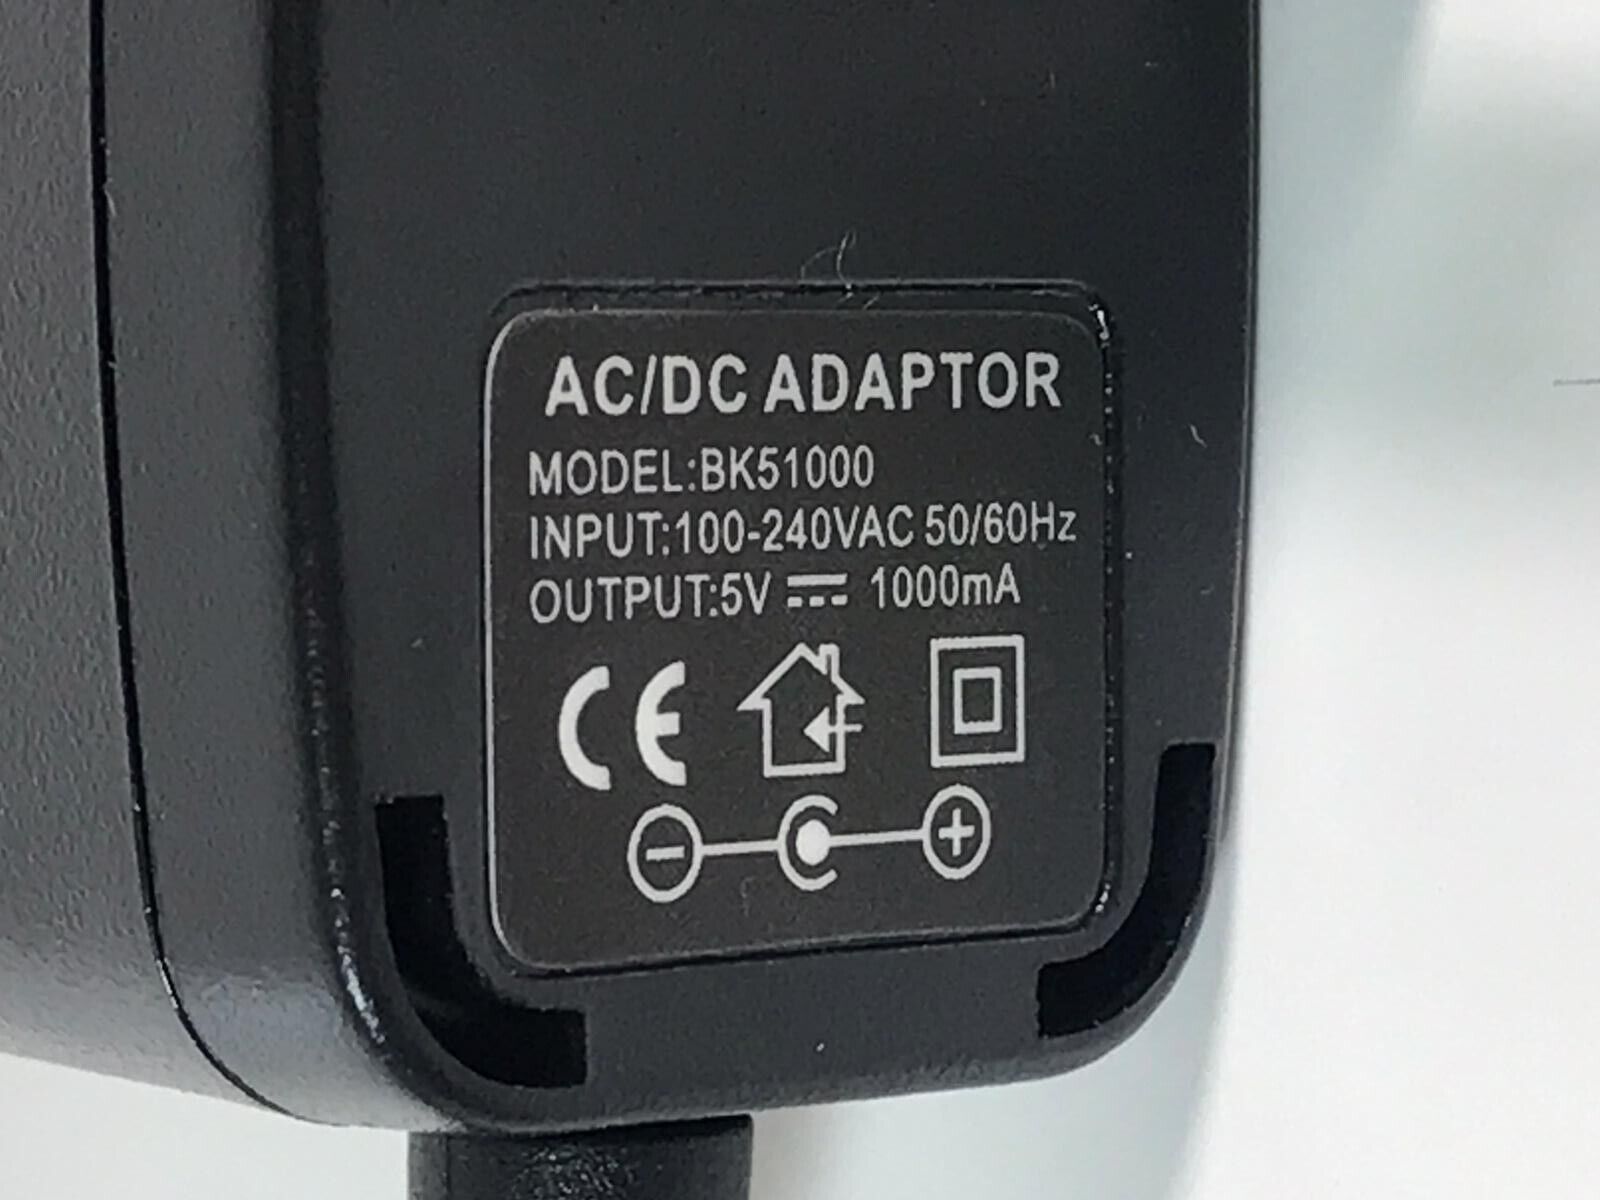 AC/DC ADAPTOR
MODEL:BK51000
INPUT:100-240VAC 50/60Hz
OUTPUT:5V ⎓ 1000mA
CE
− +